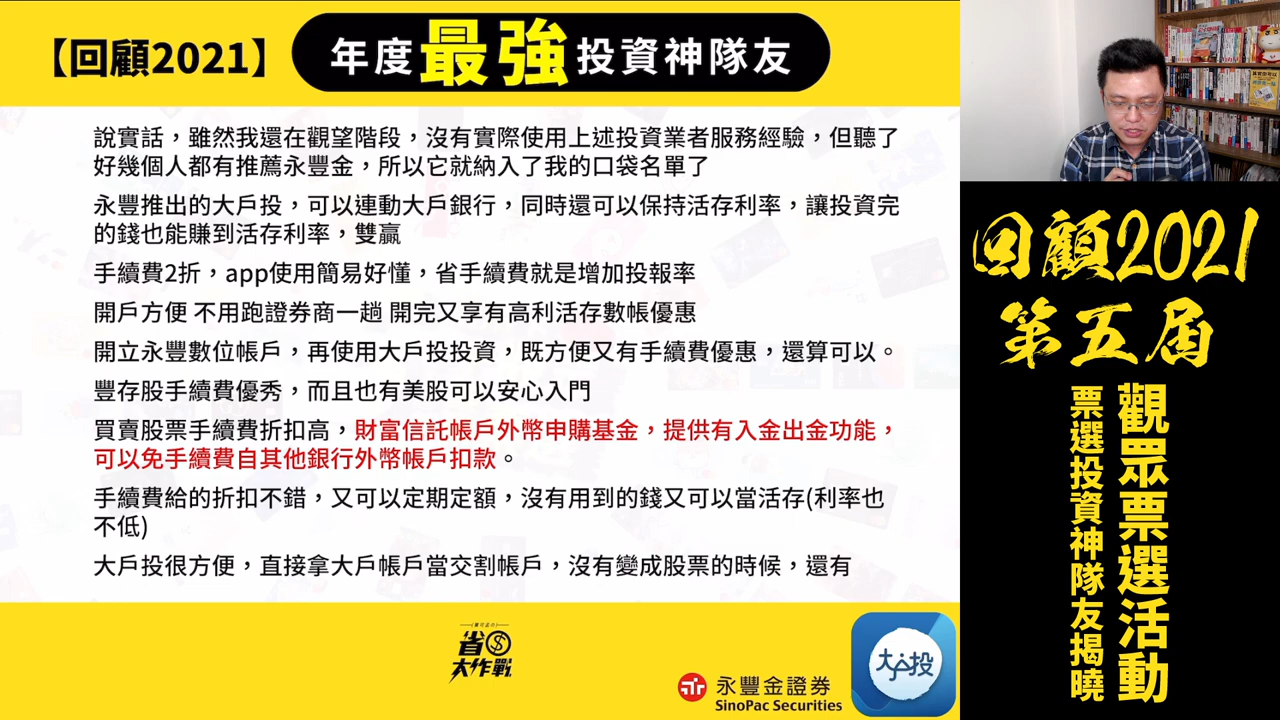 【回顧2021】
年度最強投資神隊友
說實話，雖然我還在觀望階段，沒有實際使用上述投資業者服務經驗，但聽了
好幾個人都有推薦永豐金，所以它就納入了我的口袋名單了
永豐推出的大戶投，可以連動大戶銀行，同時還可以保持活存利率，讓投資完
的錢也能賺到活存利率，雙贏
手續費2折，app使用簡易好懂，省手續費就是增加投報率
開戶方便 不用跑證券商一趟 開完又享有高利活存數帳優惠
開立永豐數位帳戶，再使用大戶投投資，既方便又有手續費優惠，還算可以。
豐存股手續費優秀，而且也有美股可以安心入門
買賣股票手續費折扣高，財富信託帳戶外幣申購基金，提供有入金出金功能，
可以免手續費自其他銀行外幣帳戶扣款。
手續費給的折扣不錯，又可以定期定額，沒有用到的錢又可以當活存(利率也
不低)
大戶投很方便，直接拿大戶帳戶當交割帳戶，沒有變成股票的時候，還有
省
大作戰
永豐金證券
SinoPac Securities
大戶投
回顧2021
第五屆
觀眾票選活動
票選投資神隊友揭曉